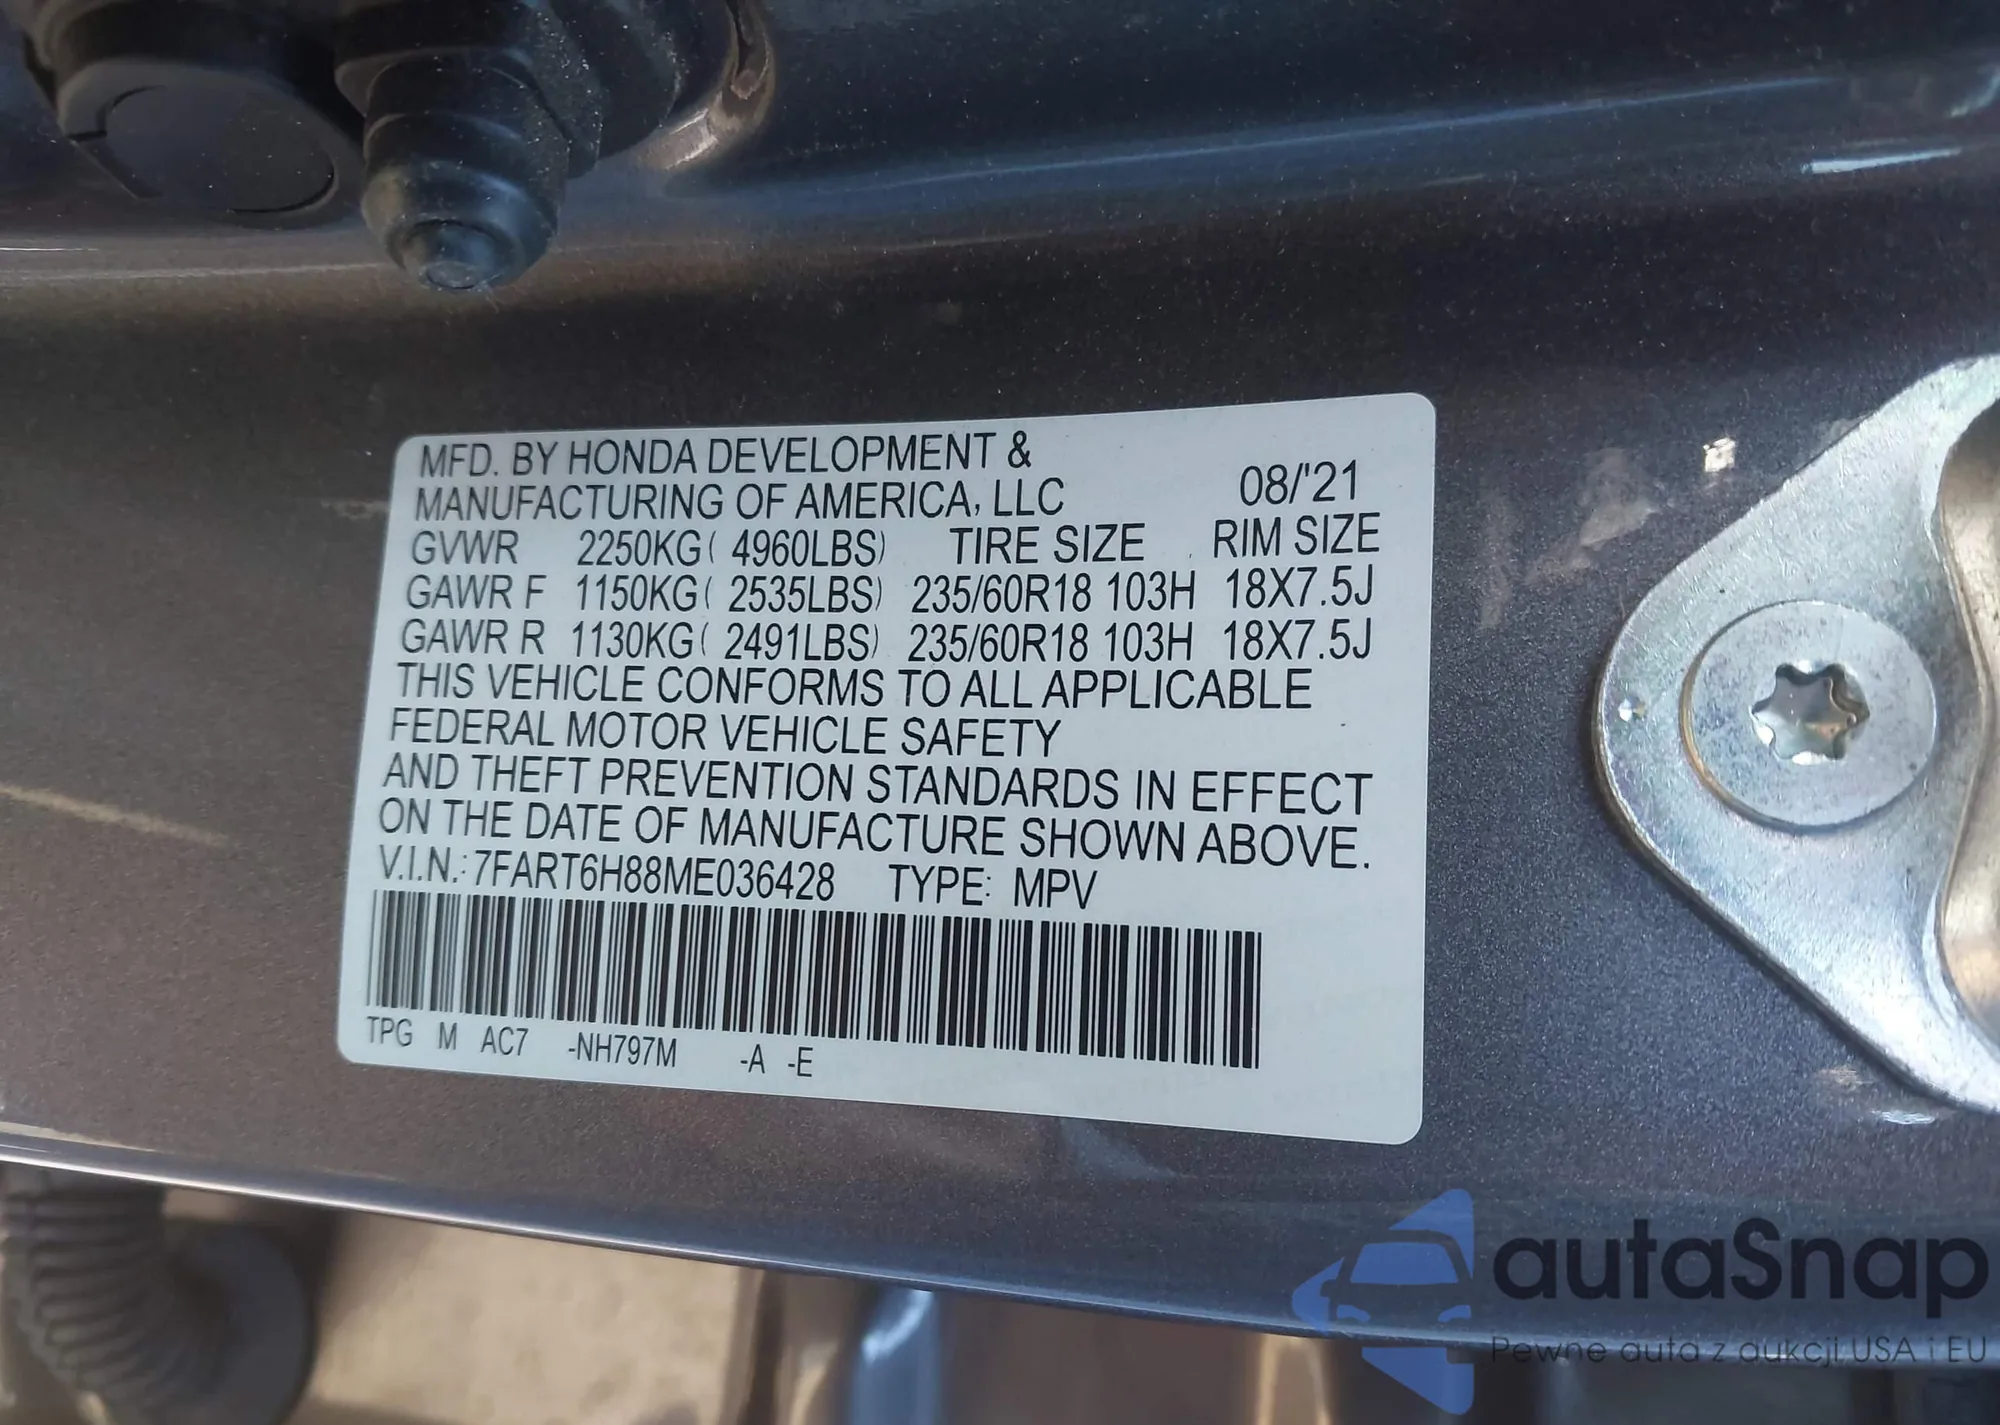 MFD. BY HONDA DEVELOPMENT &
MANUFACTURING OF AMERICA, LLC 08/'21
GVWR 2250KG( 4960LBS) TIRE SIZE RIM SIZE
GAWR F 1150KG( 2535LBS) 235/60R18 103H 18X7.5J
GAWR R 1130KG( 2491LBS) 235/60R18 103H 18X7.5J
THIS VEHICLE CONFORMS TO ALL APPLICABLE
FEDERAL MOTOR VEHICLE SAFETY
AND THEFT PREVENTION STANDARDS IN EFFECT
ON THE DATE OF MANUFACTURE SHOWN ABOVE.
V.I.N.: 7FART6H88ME036428 TYPE: MPV
TPG M AC7 -NH797M -A -E
autaSnap
Pewne auta z aukcji USA i EU